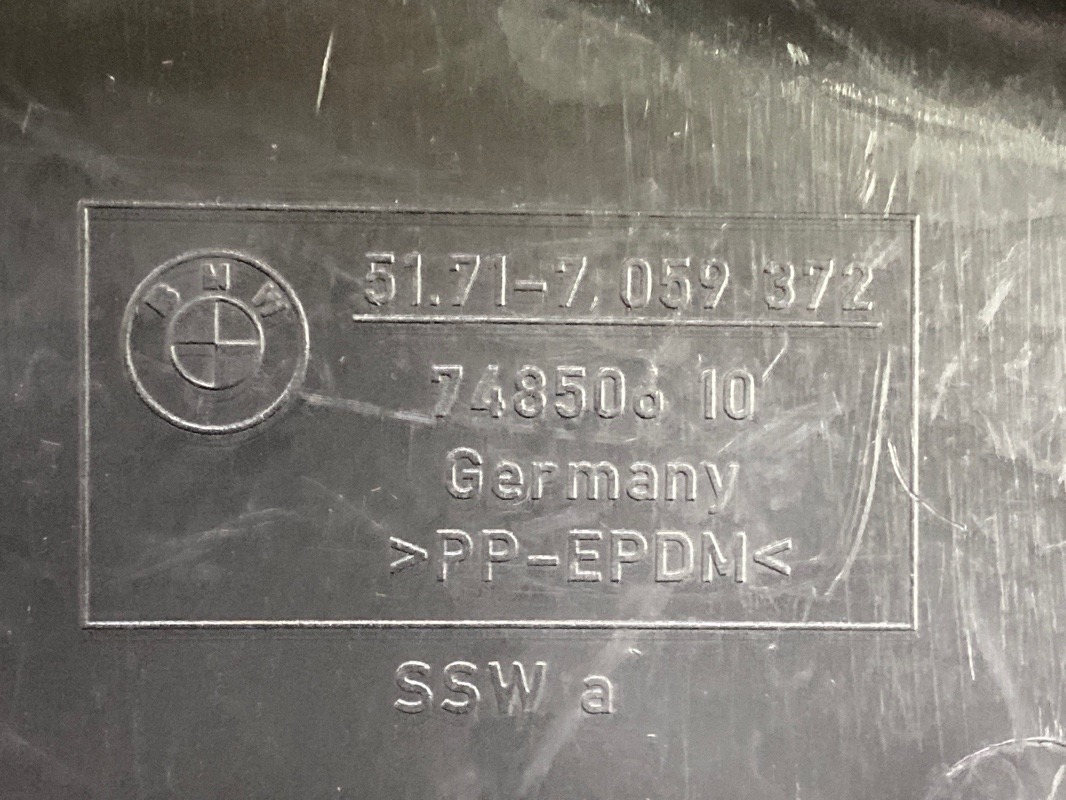 BMW
51.71-7 059 372
748506 10
Germany
>PP-EPDM<
SSW a